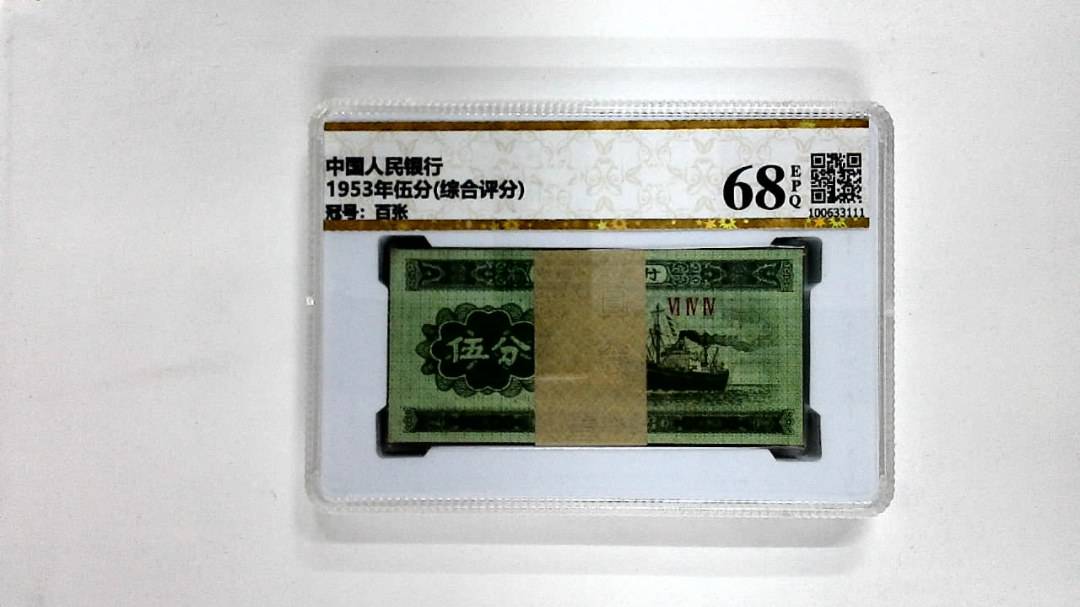 中国人民银行
1953年伍分(综合评分)
冠号：百张
68
EPQ
100633111
行
VI IV IV
伍分